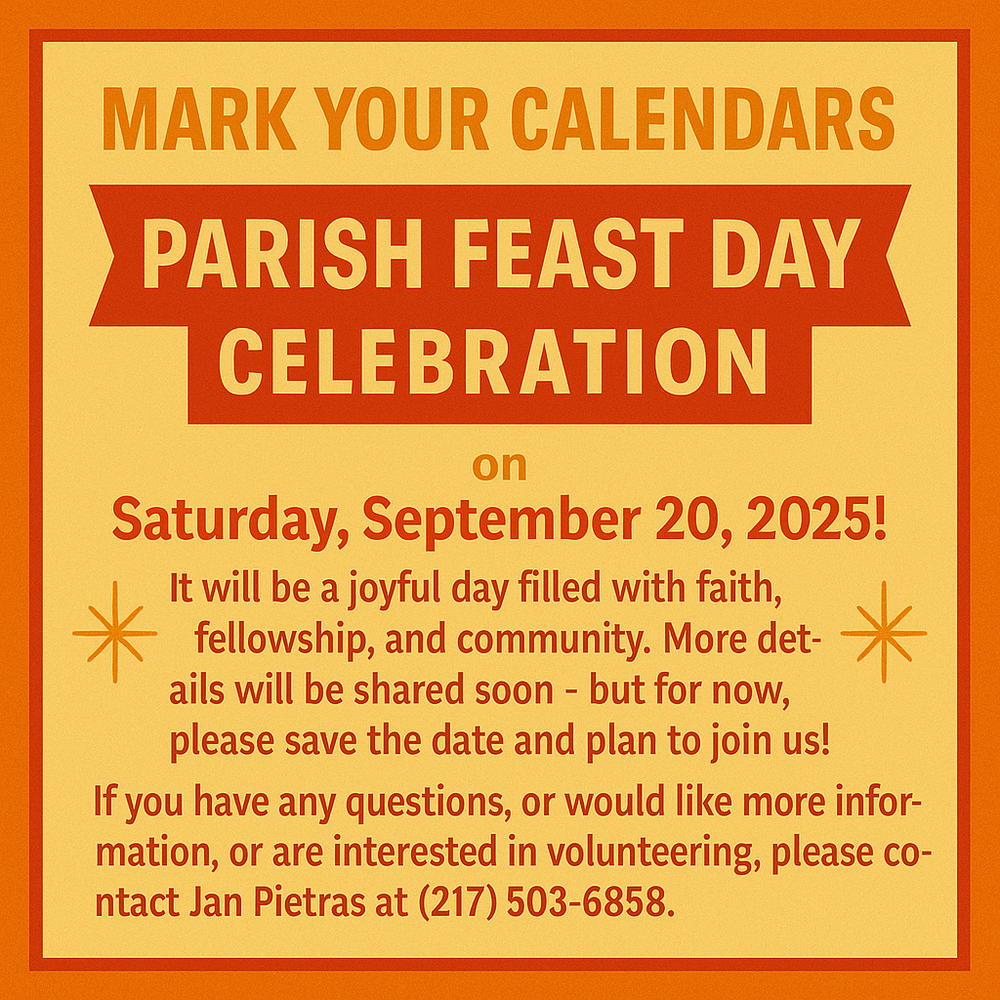 MARK YOUR CALENDARS
PARISH FEAST DAY
CELEBRATION
on
Saturday, September 20, 2025!
It will be a joyful day filled with faith,
fellowship, and community. More det-
ails will be shared soon - but for now,
please save the date and plan to join us!
If you have any questions, or would like more infor-
mation, or are interested in volunteering, please co-
ntact Jan Pietras at (217) 503-6858.